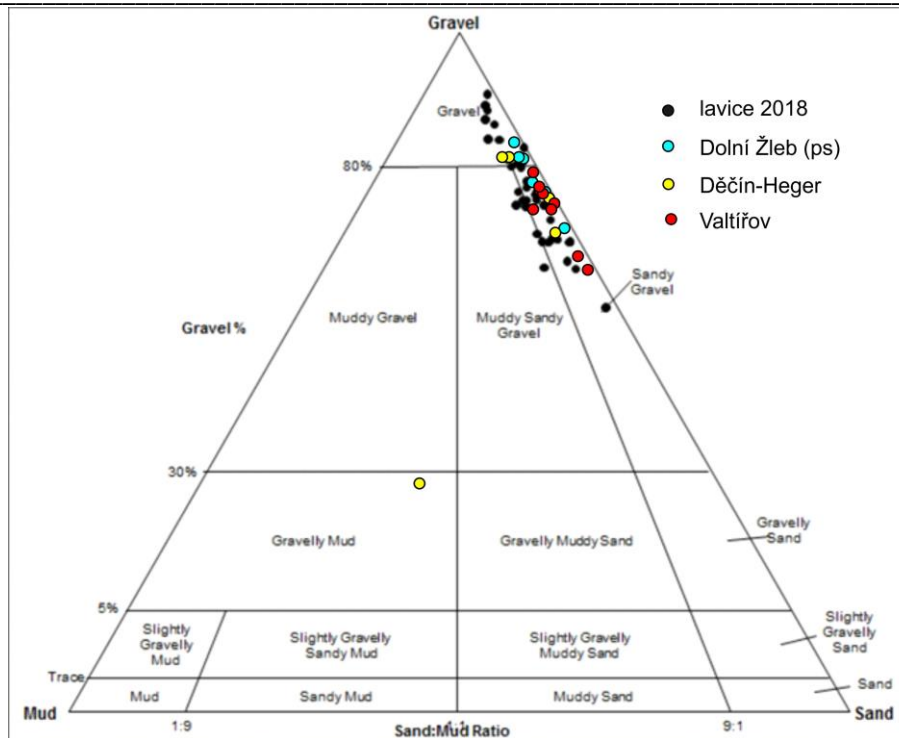 Gravel
Gravel
lavice 2018
Dolní Žleb (ps)
Děčín-Heger
Valtířov
80%
Sandy
Gravel
Gravel %
Muddy Gravel
Muddy Sandy
Gravel
30%
Gravelly Mud
Gravelly Muddy Sand
Gravelly
Sand
5%
Slightly
Gravelly
Mud
Slightly Gravelly
Sandy Mud
Slightly Gravelly
Muddy Sand
Slightly
Gravelly
Sand
Trace
Mud
Sandy Mud
Muddy Sand
Sand
Mud
Sand
1:9
9:1
Sand:Mud Ratio